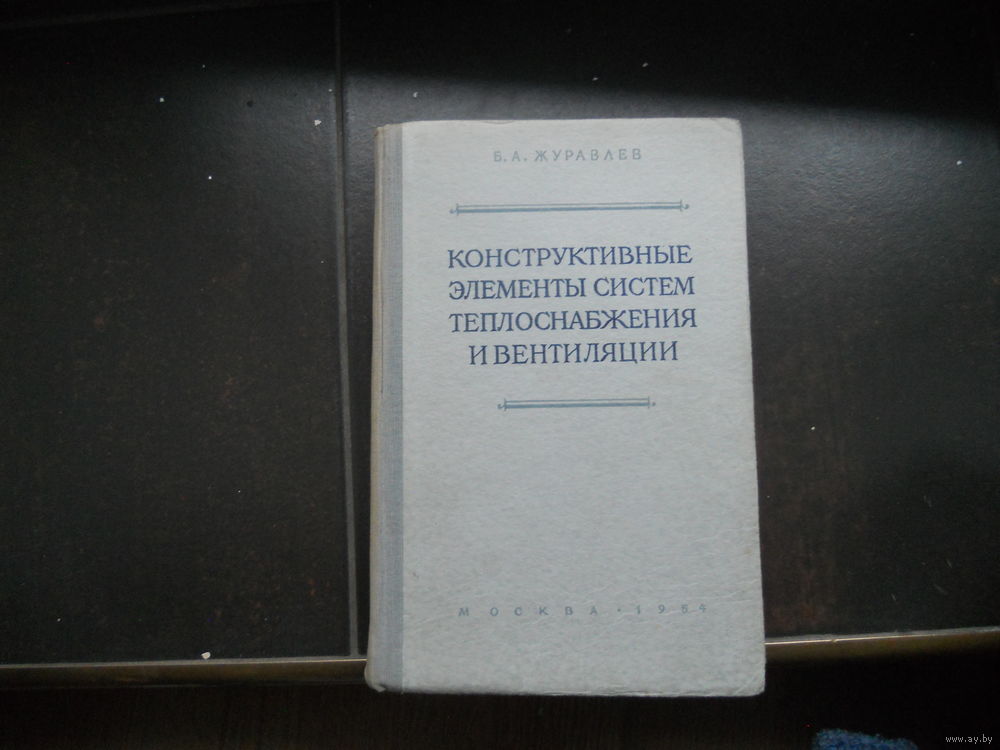 Б. А. ЖУРАВЛЕВ
КОНСТРУКТИВНЫЕ
ЭЛЕМЕНТЫ СИСТЕМ
ТЕПЛОСНАБЖЕНИЯ
И ВЕНТИЛЯЦИИ
МОСКВА · 1954
www.ay.by